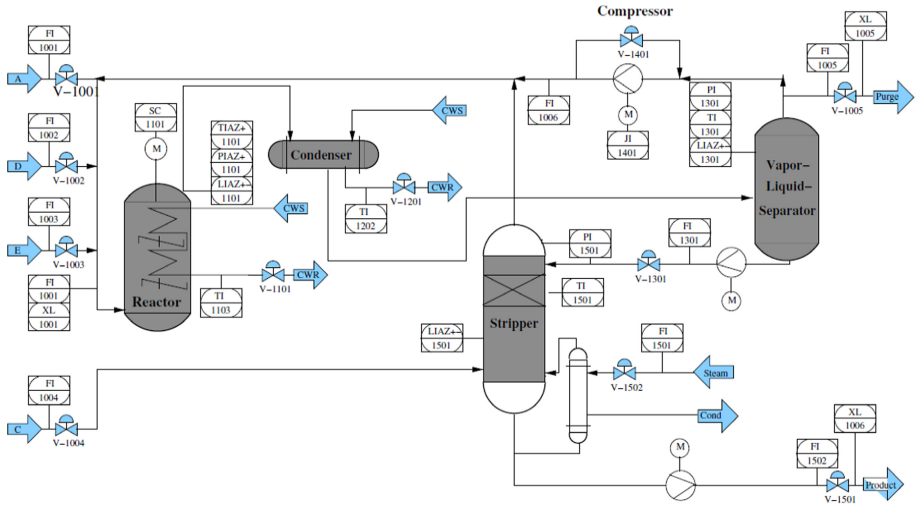 Compressor
FI
1001
A
V-1001
FI
1002
D
V-1002
FI
1003
E
V-1003
FI
1001
XL
1001
FI
1004
C
V-1004
SC
1101
M
TIAZ+
1101
PIAZ+
1101
LIAZ+-
1101
Reactor
CWS
TI
1103
V-1101
CWR
Condenser
CWS
TI
1202
V-1201
CWR
V-1401
FI
1006
M
JI
1401
PI
1301
TI
1301
LIAZ+-
1301
FI
1005
XL
1005
V-1005
Purge
Vapor-
Liquid-
Separator
FI
1301
V-1301
M
PI
1501
TI
1501
Stripper
LIAZ+-
1501
FI
1501
V-1502
Steam
Cond
M
FI
1502
XL
1006
V-1501
Product